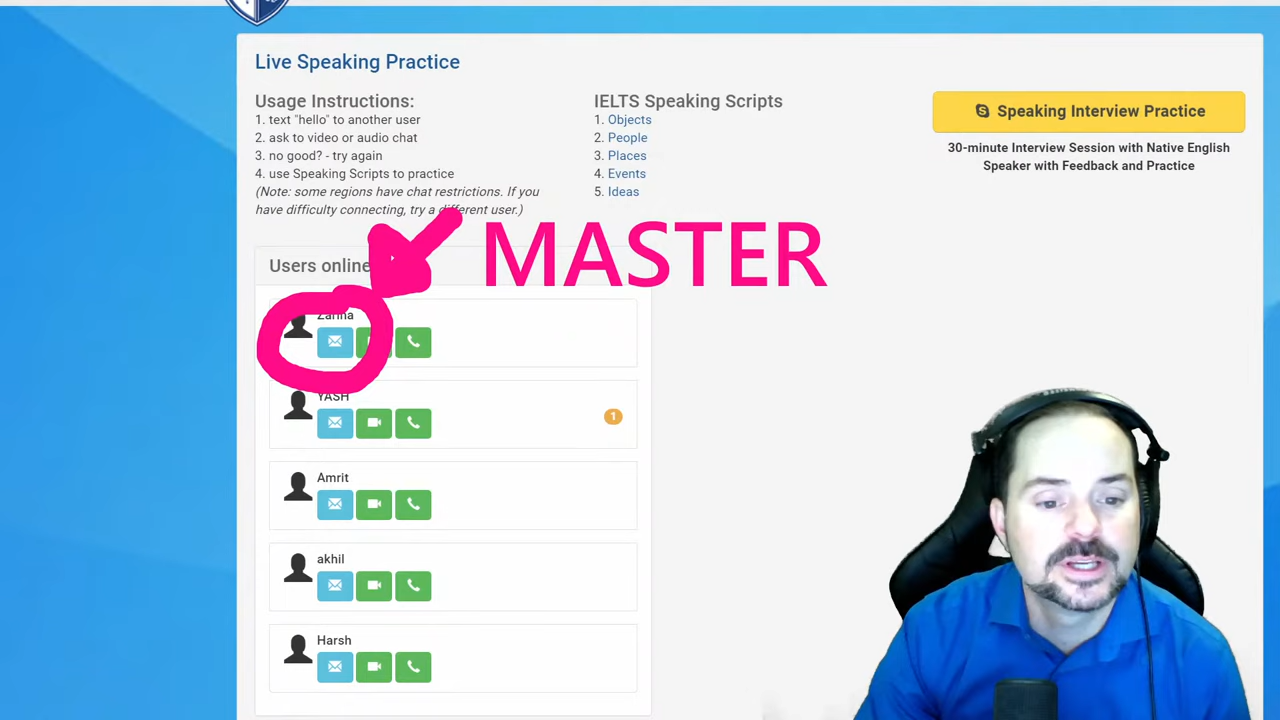 Live Speaking Practice
Usage Instructions:
1. text "hello" to another user
2. ask to video or audio chat
3. no good? - try again
4. use Speaking Scripts to practice
(Note: some regions have chat restrictions. If you
have difficulty connecting, try a different user.)
IELTS Speaking Scripts
1. Objects
2. People
3. Places
4. Events
5. Ideas
Speaking Interview Practice
30-minute Interview Session with Native English
Speaker with Feedback and Practice
MASTER
Users online
Zarina
YASH
1
Amrit
akhil
Harsh